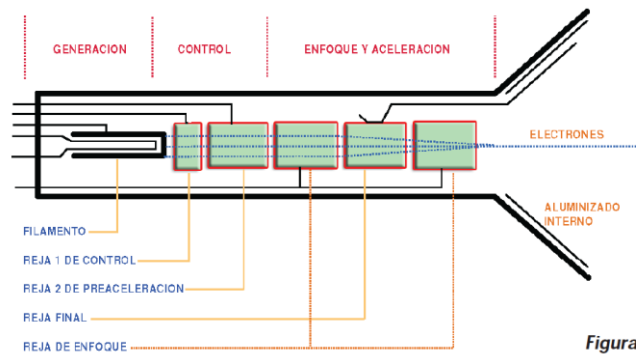 GENERACION
CONTROL
ENFOQUE Y ACELERACION
ELECTRONES
ALUMINIZADO
INTERNO
FILAMENTO
REJA 1 DE CONTROL
REJA 2 DE PREACELERACION
REJA FINAL
REJA DE ENFOQUE
Figura